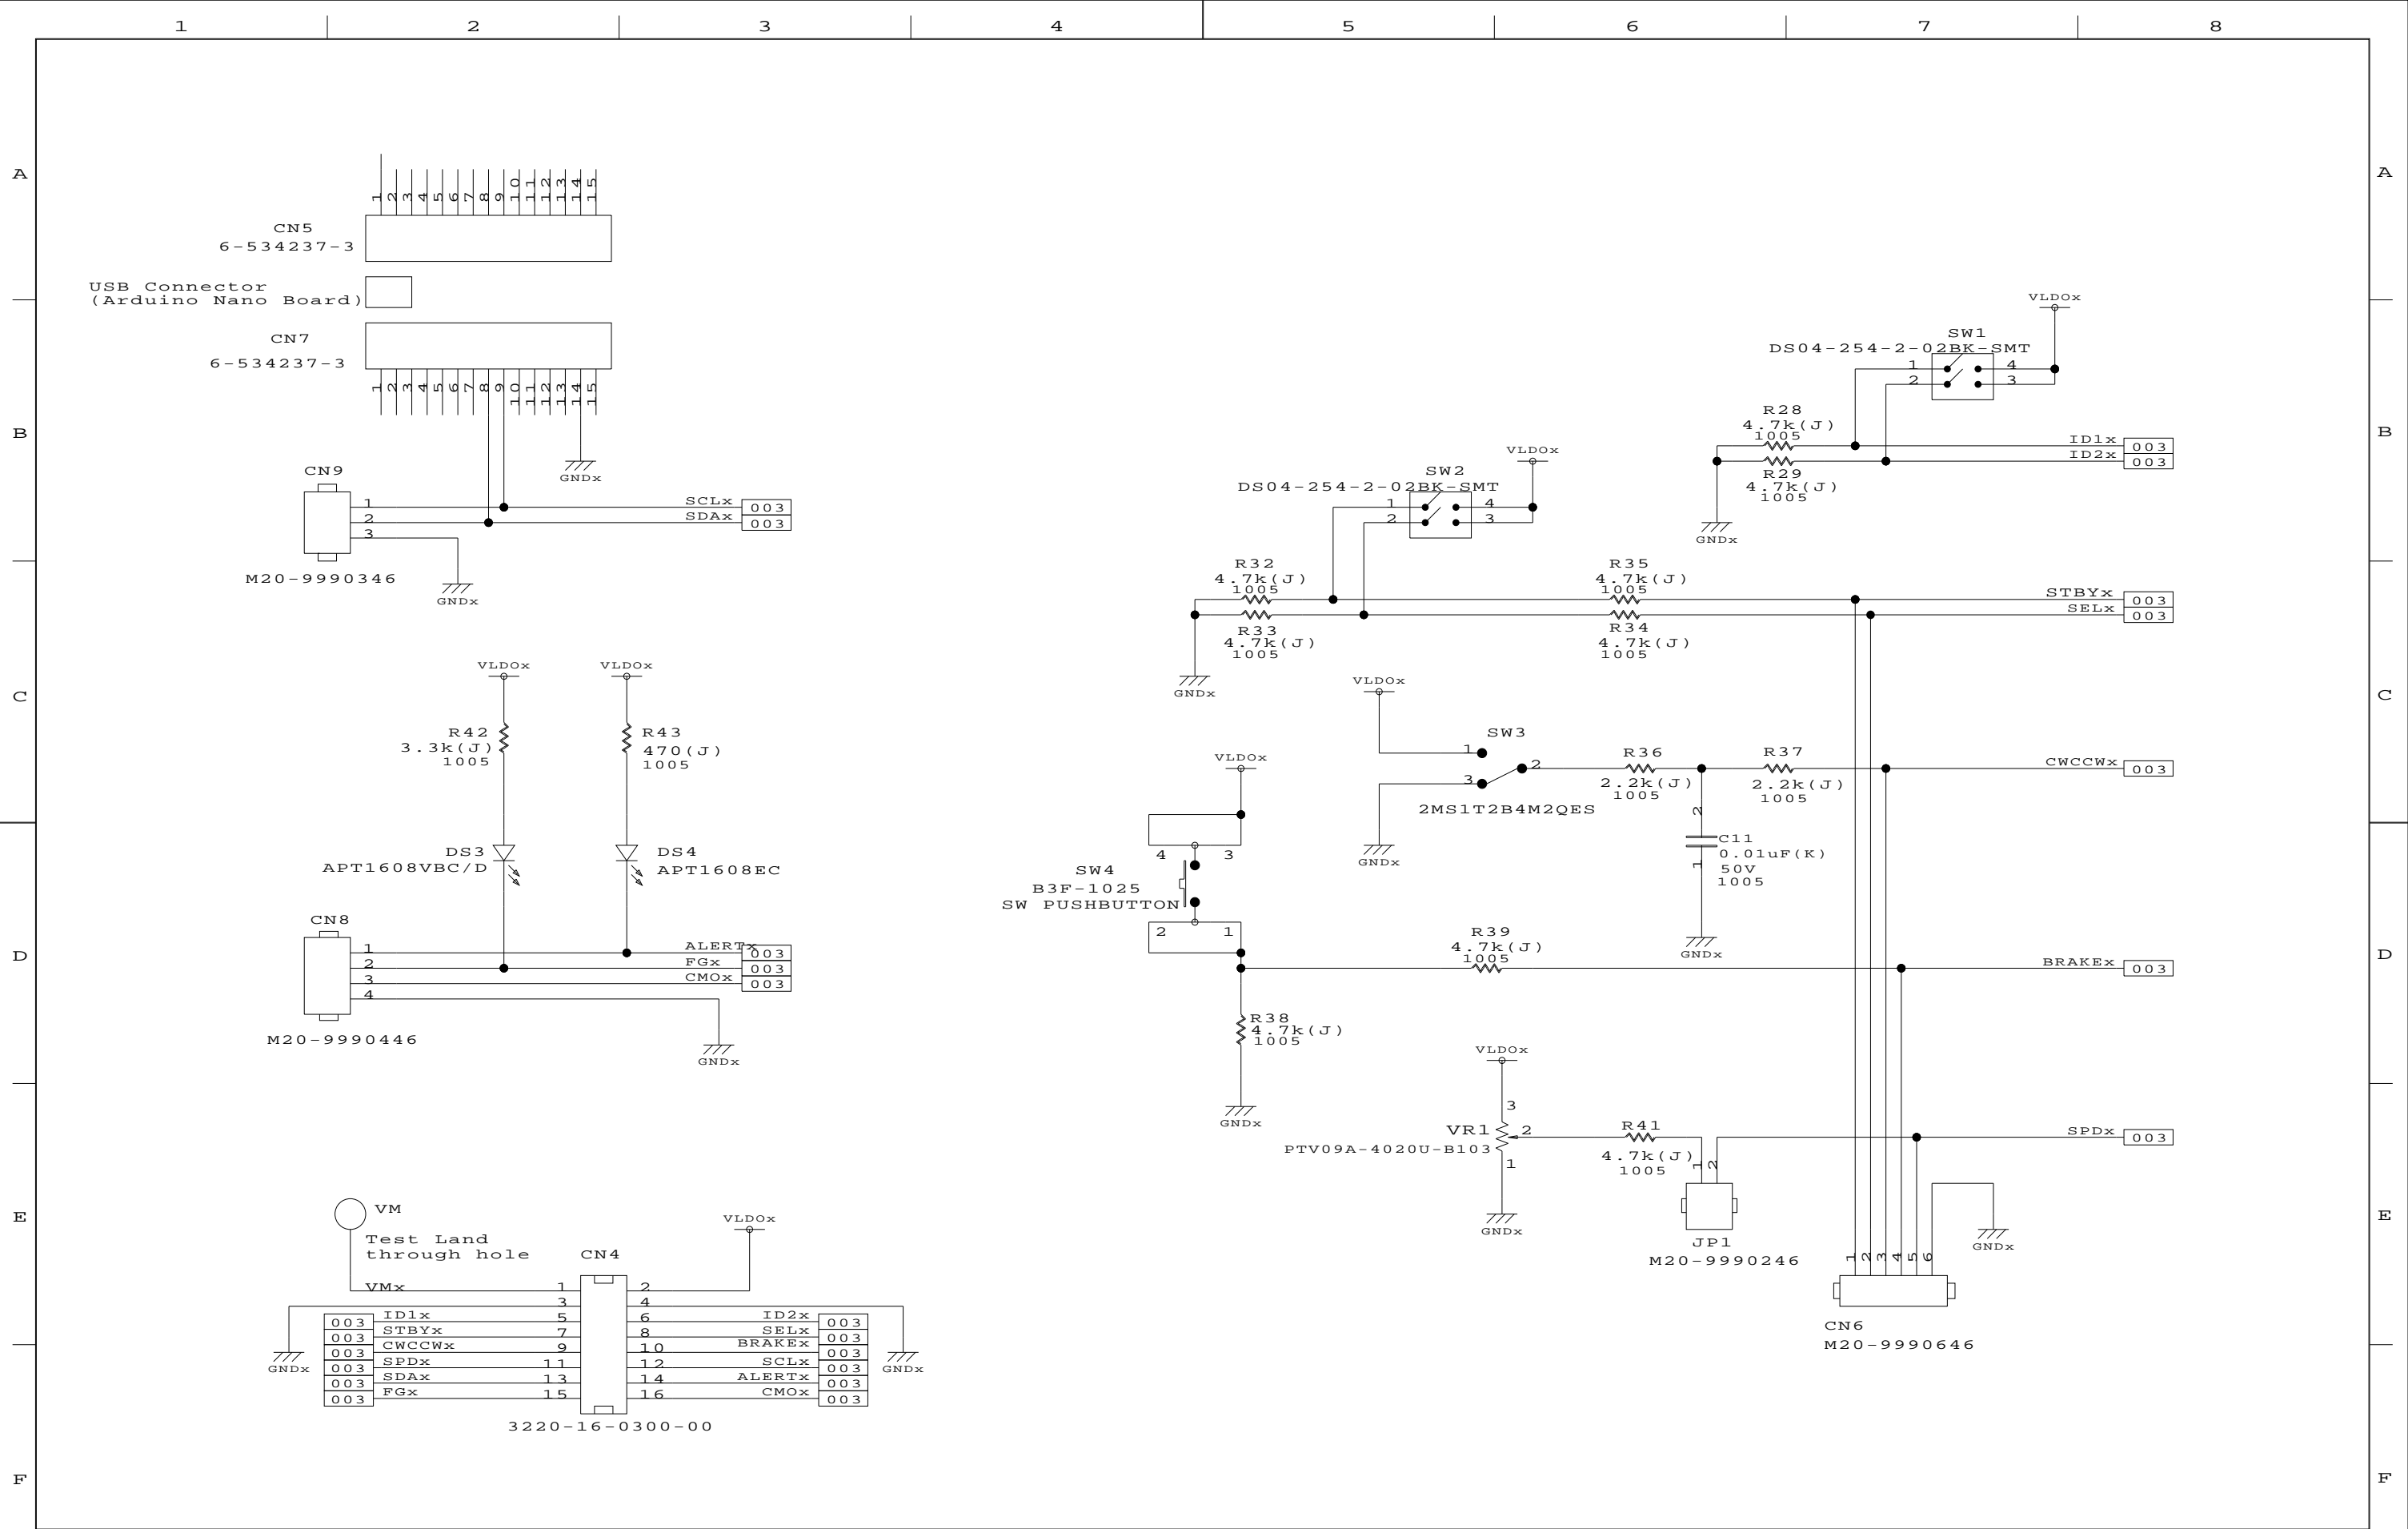 1 2 3 4 5 6 7 8
A A
1 2 3 4 5 6 7 8 9 10 11 12 13 14 15
CN5
6-534237-3
USB Connector
(Arduino Nano Board)
CN7
6-534237-3
1 2 3 4 5 6 7 8 9 10 11 12 13 14 15
GNDx
B B
CN9
1 SCLx 003
2 SDAx 003
3
M20-9990346
GNDx
VLDOx
SW1
DS04-254-2-02BK-SMT
1 4
2 3
R28
4.7k(J)
1005
ID1x 003
ID2x 003
R29
4.7k(J)
1005
GNDx
VLDOx
SW2
DS04-254-2-02BK-SMT
1 4
2 3
R32
4.7k(J)
1005
R35
4.7k(J)
1005
STBYx 003
SELx 003
R33
4.7k(J)
1005
R34
4.7k(J)
1005
GNDx
C C
VLDOx VLDOx
R42
3.3k(J)
1005
R43
470(J)
1005
DS3
APT1608VBC/D
DS4
APT1608EC
CN8
1 ALERTx 003
2 FGx 003
3 CMOx 003
4
M20-9990446
GNDx
VLDOx
SW3
1
3 2
2MS1T2B4M2QES
GNDx
R36
2.2k(J)
1005
R37
2.2k(J)
1005
CWCCWx 003
2
C11
0.01uF(K)
50V
1005
1
GNDx
VLDOx
4 3
SW4
B3F-1025
SW PUSHBUTTON
2 1
D D
R39
4.7k(J)
1005
BRAKEx 003
R38
4.7k(J)
1005
GNDx
VLDOx
3
VR1 2
PTV09A-4020U-B103
1
GNDx
R41
4.7k(J)
1005
SPDx 003
1 2
JP1
M20-9990246
E E
1 2 3 4 5 6
GNDx
CN6
M20-9990646
VM
Test Land
through hole
CN4
VLDOx
VMx 1 2
3 4
003 ID1x 5 6 ID2x 003
003 STBYx 7 8 SELx 003
003 CWCCWx 9 10 BRAKEx 003
003 SPDx 11 12 SCLx 003
003 SDAx 13 14 ALERTx 003
003 FGx 15 16 CMOx 003
GNDx GNDx
3220-16-0300-00
F F